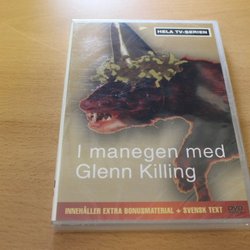 HELA TV-SERIEN
I manegen med
Glenn Killing
INNEHÅLLER EXTRA BONUSMATERIAL + SVENSK TEXT
DVD